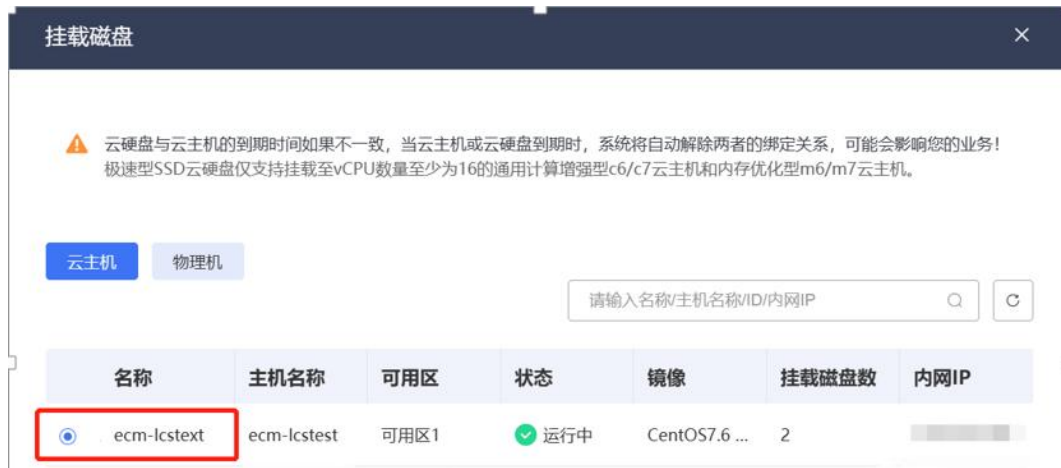 挂载磁盘
云硬盘与云主机的到期时间如果不一致，当云主机或云硬盘到期时，系统将自动解除两者的绑定关系，可能会影响您的业务！
极速型SSD云硬盘仅支持挂载至vCPU数量至少为16的通用计算增强型c6/c7云主机和内存优化型m6/m7云主机。
云主机 物理机
请输入名称/主机名称/ID/内网IP
名称 主机名称 可用区 状态 镜像 挂载磁盘数 内网IP
ecm-lcstext ecm-lcstest 可用区1 运行中 CentOS7.6 ... 2